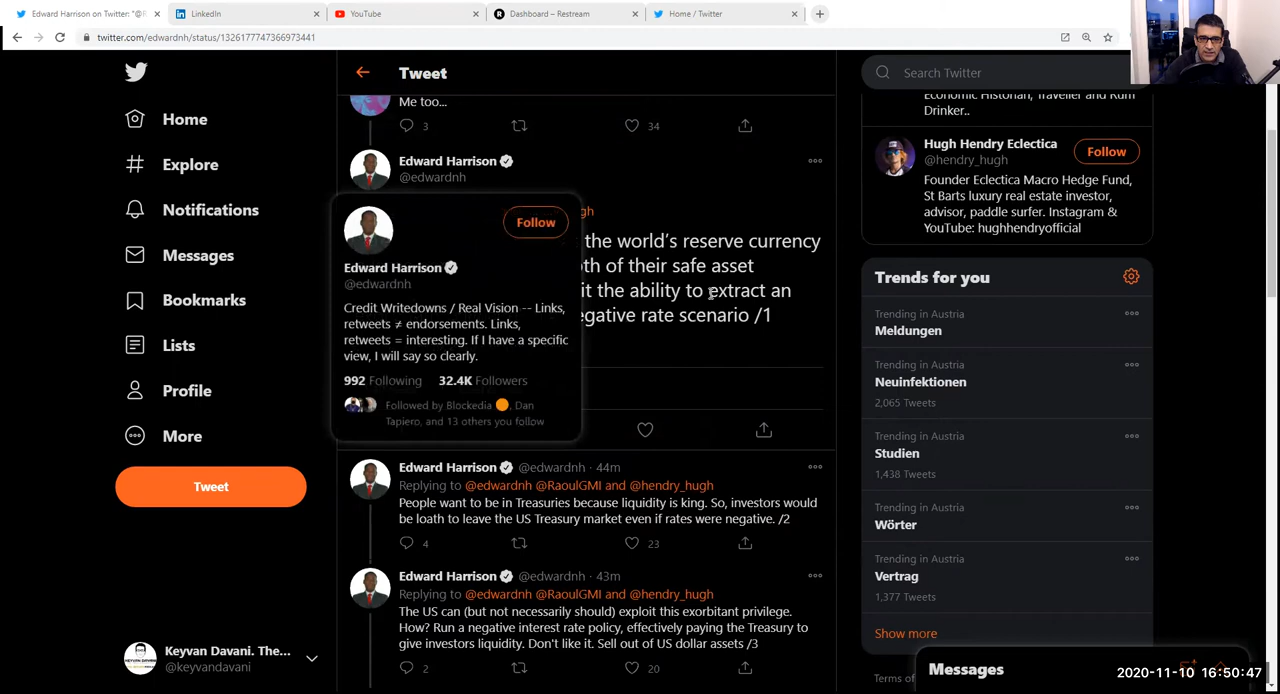 Edward Harrison on Twitter: "@R
LinkedIn
YouTube
Dashboard – Restream
Home / Twitter
twitter.com/edwardnh/status/1326177747366973441
Home
Explore
Notifications
Messages
Bookmarks
Lists
Profile
More
Tweet
Keyvan Davani. The...
@keyvandavani
Tweet
Me too...
3
34
Edward Harrison
@edwardnh
gh
the world's reserve currency
oth of their safe asset
it the ability to extract an
egative rate scenario /1
Follow
Edward Harrison
@edwardnh
Credit Writedowns / Real Vision -- Links,
retweets ≠ endorsements. Links,
retweets = interesting. If I have a specific
view, I will say so clearly.
992 Following 32.4K Followers
Followed by Blockedia 🟠, Dan
Tapiero, and 13 others you follow
Edward Harrison @edwardnh · 44m
Replying to @edwardnh @RaoulGMI and @hendry_hugh
People want to be in Treasuries because liquidity is king. So, investors would
be loath to leave the US Treasury market even if rates were negative. /2
4
23
Edward Harrison @edwardnh · 43m
Replying to @edwardnh @RaoulGMI and @hendry_hugh
The US can (but not necessarily should) exploit this exorbitant privilege.
How? Run a negative interest rate policy, effectively paying the Treasury to
give investors liquidity. Don't like it. Sell out of US dollar assets /3
2
20
Search Twitter
Economic Historian, Traveller and Rum
Drinker..
Hugh Hendry Eclectica
@hendry_hugh
Follow
Founder Eclectica Macro Hedge Fund,
St Barts luxury real estate investor,
advisor, paddle surfer. Instagram &
YouTube: hughhendryofficial
Trends for you
Trending in Austria
Meldungen
Trending in Austria
Neuinfektionen
2,065 Tweets
Trending in Austria
Studien
1,438 Tweets
Trending in Austria
Wörter
Trending in Austria
Vertrag
1,377 Tweets
Show more
Terms of
Messages
2020-11-10 16:50:47